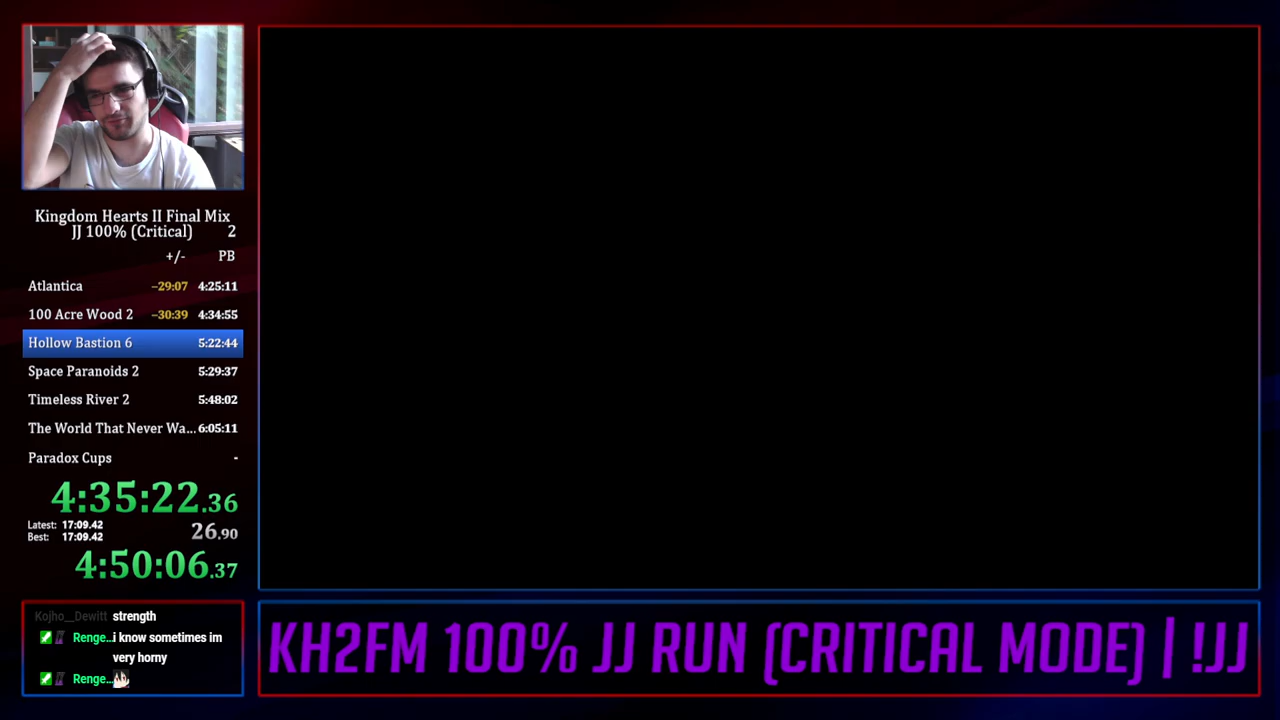 Kingdom Hearts II Final Mix
JJ 100% (Critical) 2
+/- PB
Atlantica −29:07 4:25:11
100 Acre Wood 2 −30:39 4:34:55
Hollow Bastion 6 5:22:44
Space Paranoids 2 5:29:37
Timeless River 2 5:48:02
The World That Never Wa... 6:05:11
Paradox Cups -
4:35:22.36
Latest: 17:09.42
Best: 17:09.42
26.90
4:50:06.37
Kojho__Dewitt strength
Renge… i know sometimes im
very horny
Renge…
KH2FM 100% JJ RUN (CRITICAL MODE) | !JJ